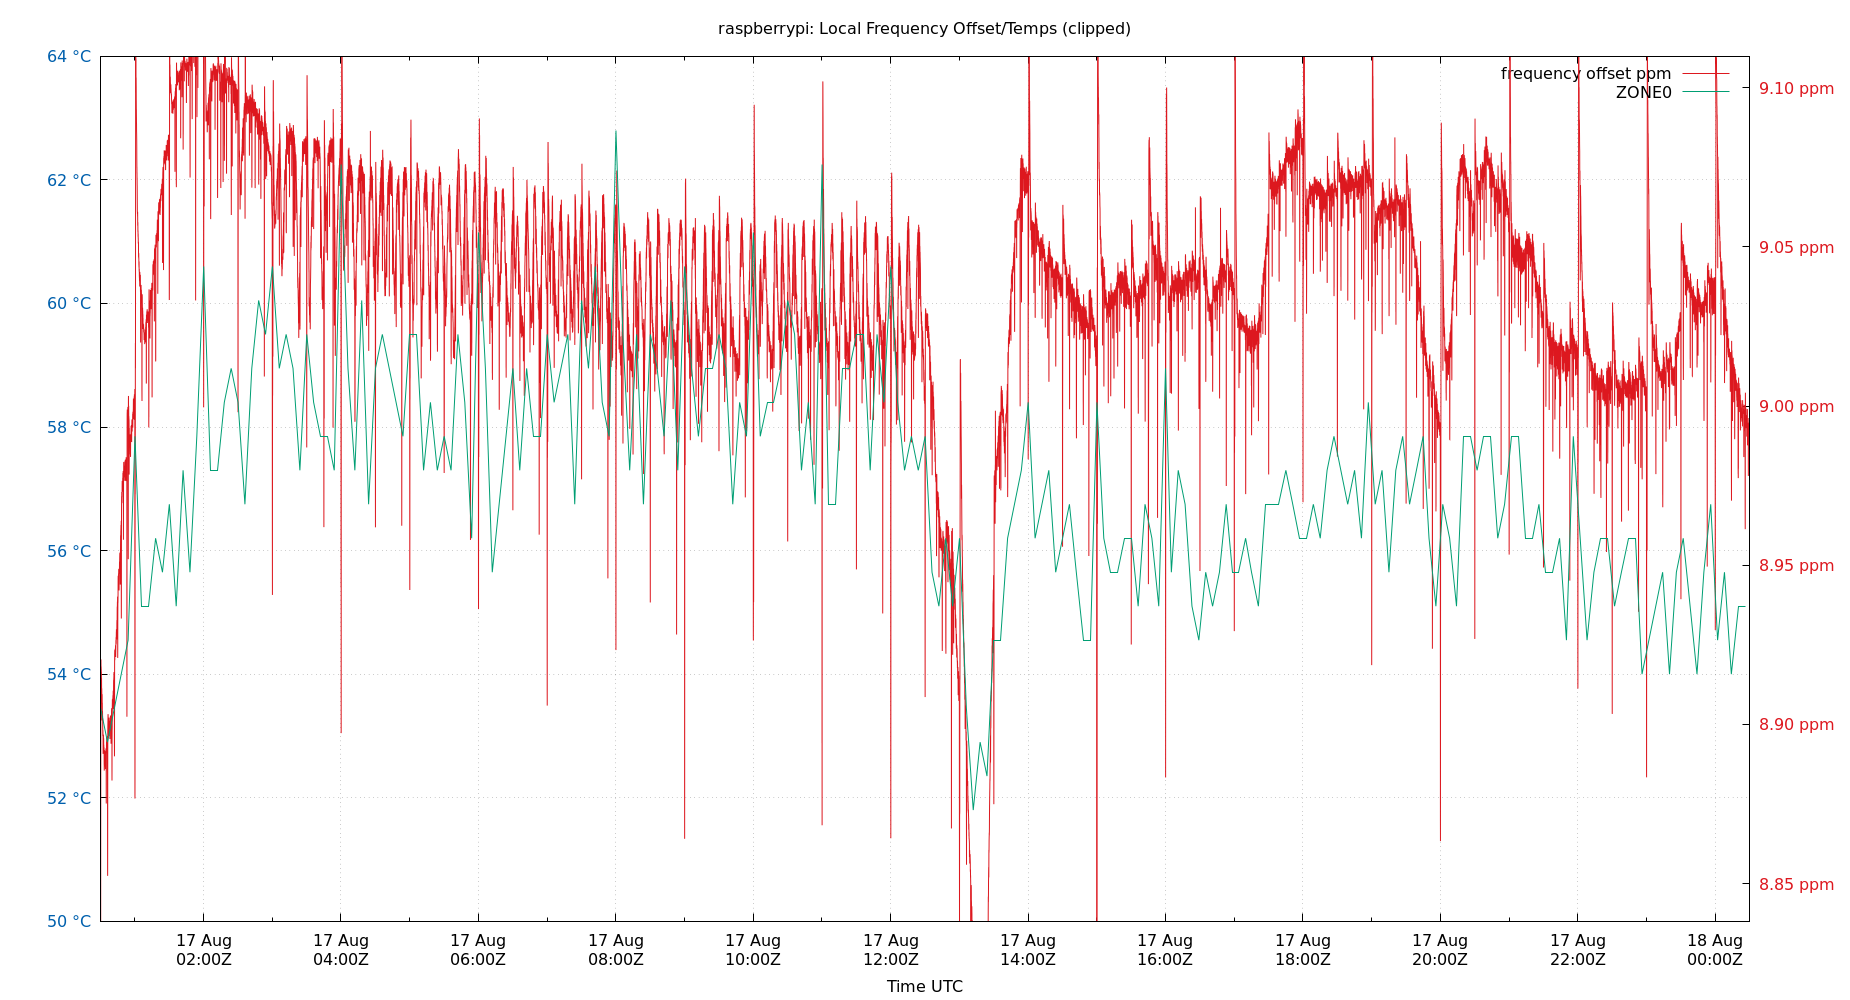 raspberrypi: Local Frequency Offset/Temps (clipped)
frequency offset ppm
ZONE0
64 °C
62 °C
60 °C
58 °C
56 °C
54 °C
52 °C
50 °C
9.10 ppm
9.05 ppm
9.00 ppm
8.95 ppm
8.90 ppm
8.85 ppm
17 Aug 17 Aug 17 Aug 17 Aug 17 Aug 17 Aug 17 Aug 17 Aug 17 Aug 17 Aug 17 Aug 18 Aug
02:00Z 04:00Z 06:00Z 08:00Z 10:00Z 12:00Z 14:00Z 16:00Z 18:00Z 20:00Z 22:00Z 00:00Z
Time UTC